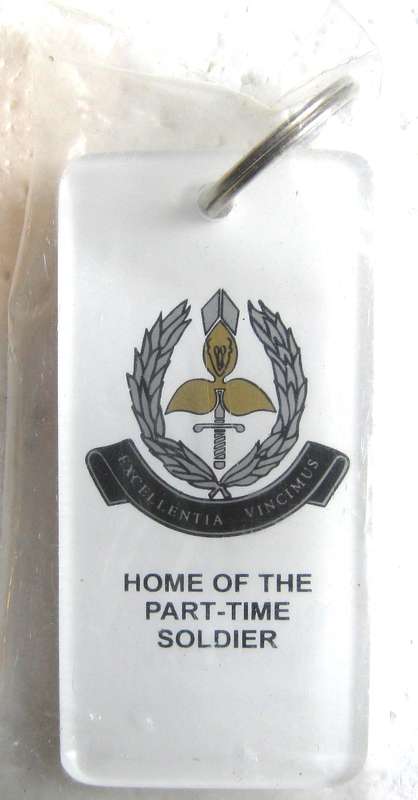 EXCELLENTIA VINCIMUS
HOME OF THE
PART-TIME
SOLDIER